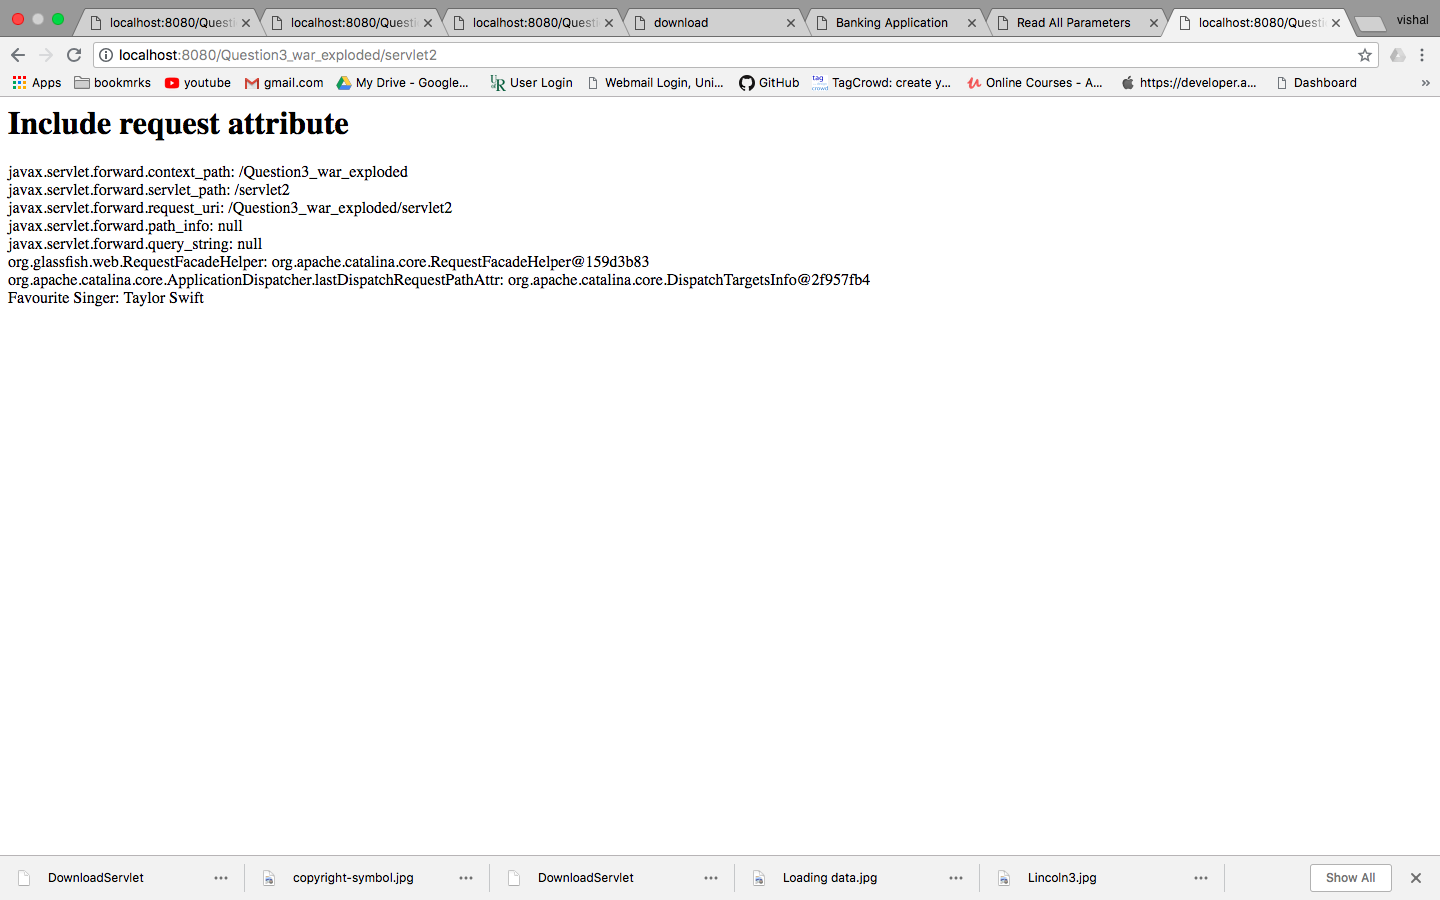 localhost:8080/Questi localhost:8080/Questi localhost:8080/Questi download Banking Application Read All Parameters localhost:8080/Questi vishal
localhost:8080/Question3_war_exploded/servlet2
Apps bookmrks youtube gmail.com My Drive - Google... UR User Login Webmail Login, Uni... GitHub tag crowd TagCrowd: create y... Online Courses - A... https://developer.a... Dashboard »
Include request attribute
javax.servlet.forward.context_path: /Question3_war_exploded
javax.servlet.forward.servlet_path: /servlet2
javax.servlet.forward.request_uri: /Question3_war_exploded/servlet2
javax.servlet.forward.path_info: null
javax.servlet.forward.query_string: null
org.glassfish.web.RequestFacadeHelper: org.apache.catalina.core.RequestFacadeHelper@159d3b83
org.apache.catalina.core.ApplicationDispatcher.lastDispatchRequestPathAttr: org.apache.catalina.core.DispatchTargetsInfo@2f957fb4
Favourite Singer: Taylor Swift
DownloadServlet copyright-symbol.jpg DownloadServlet Loading data.jpg Lincoln3.jpg Show All